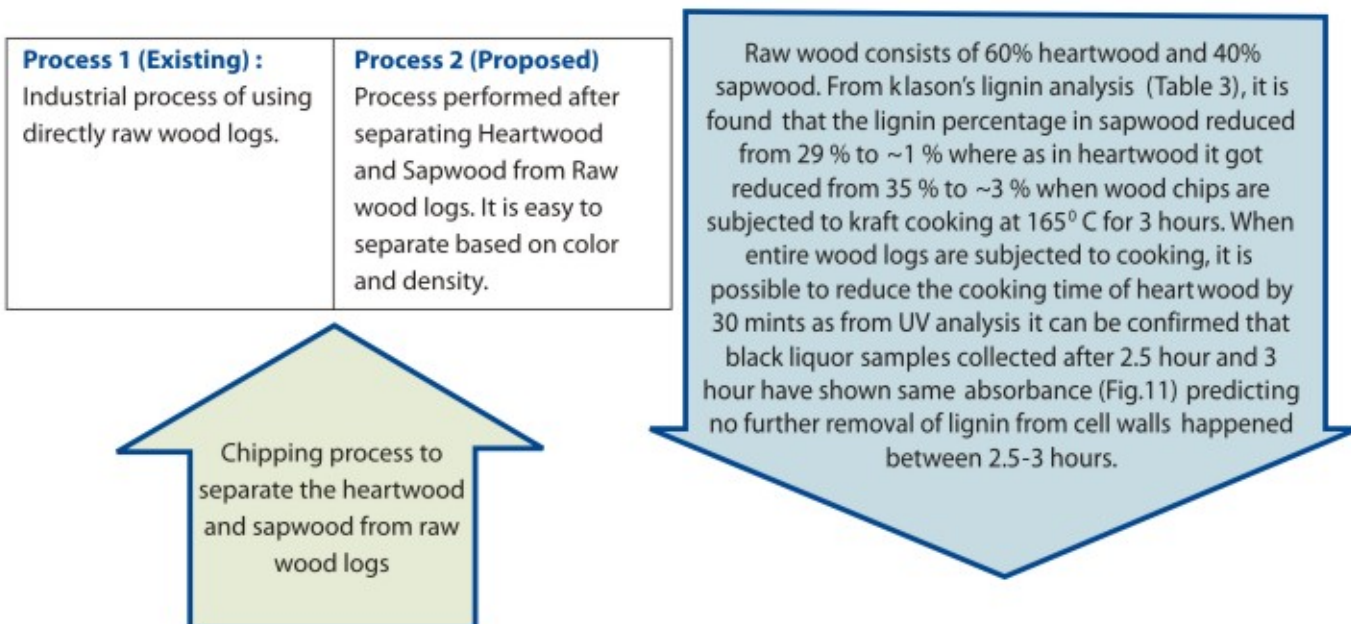 Process 1 (Existing) :
Industrial process of using
directly raw wood logs.
Process 2 (Proposed)
Process performed after
separating Heartwood
and Sapwood from Raw
wood logs. It is easy to
separate based on color
and density.
Chipping process to
separate the heartwood
and sapwood from raw
wood logs
Raw wood consists of 60% heartwood and 40%
sapwood. From klason's lignin analysis (Table 3), it is
found that the lignin percentage in sapwood reduced
from 29 % to ~1 % where as in heartwood it got
reduced from 35 % to ~3 % when wood chips are
subjected to kraft cooking at 165⁰ C for 3 hours. When
entire wood logs are subjected to cooking, it is
possible to reduce the cooking time of heartwood by
30 mints as from UV analysis it can be confirmed that
black liquor samples collected after 2.5 hour and 3
hour have shown same absorbance (Fig.11) predicting
no further removal of lignin from cell walls happened
between 2.5-3 hours.